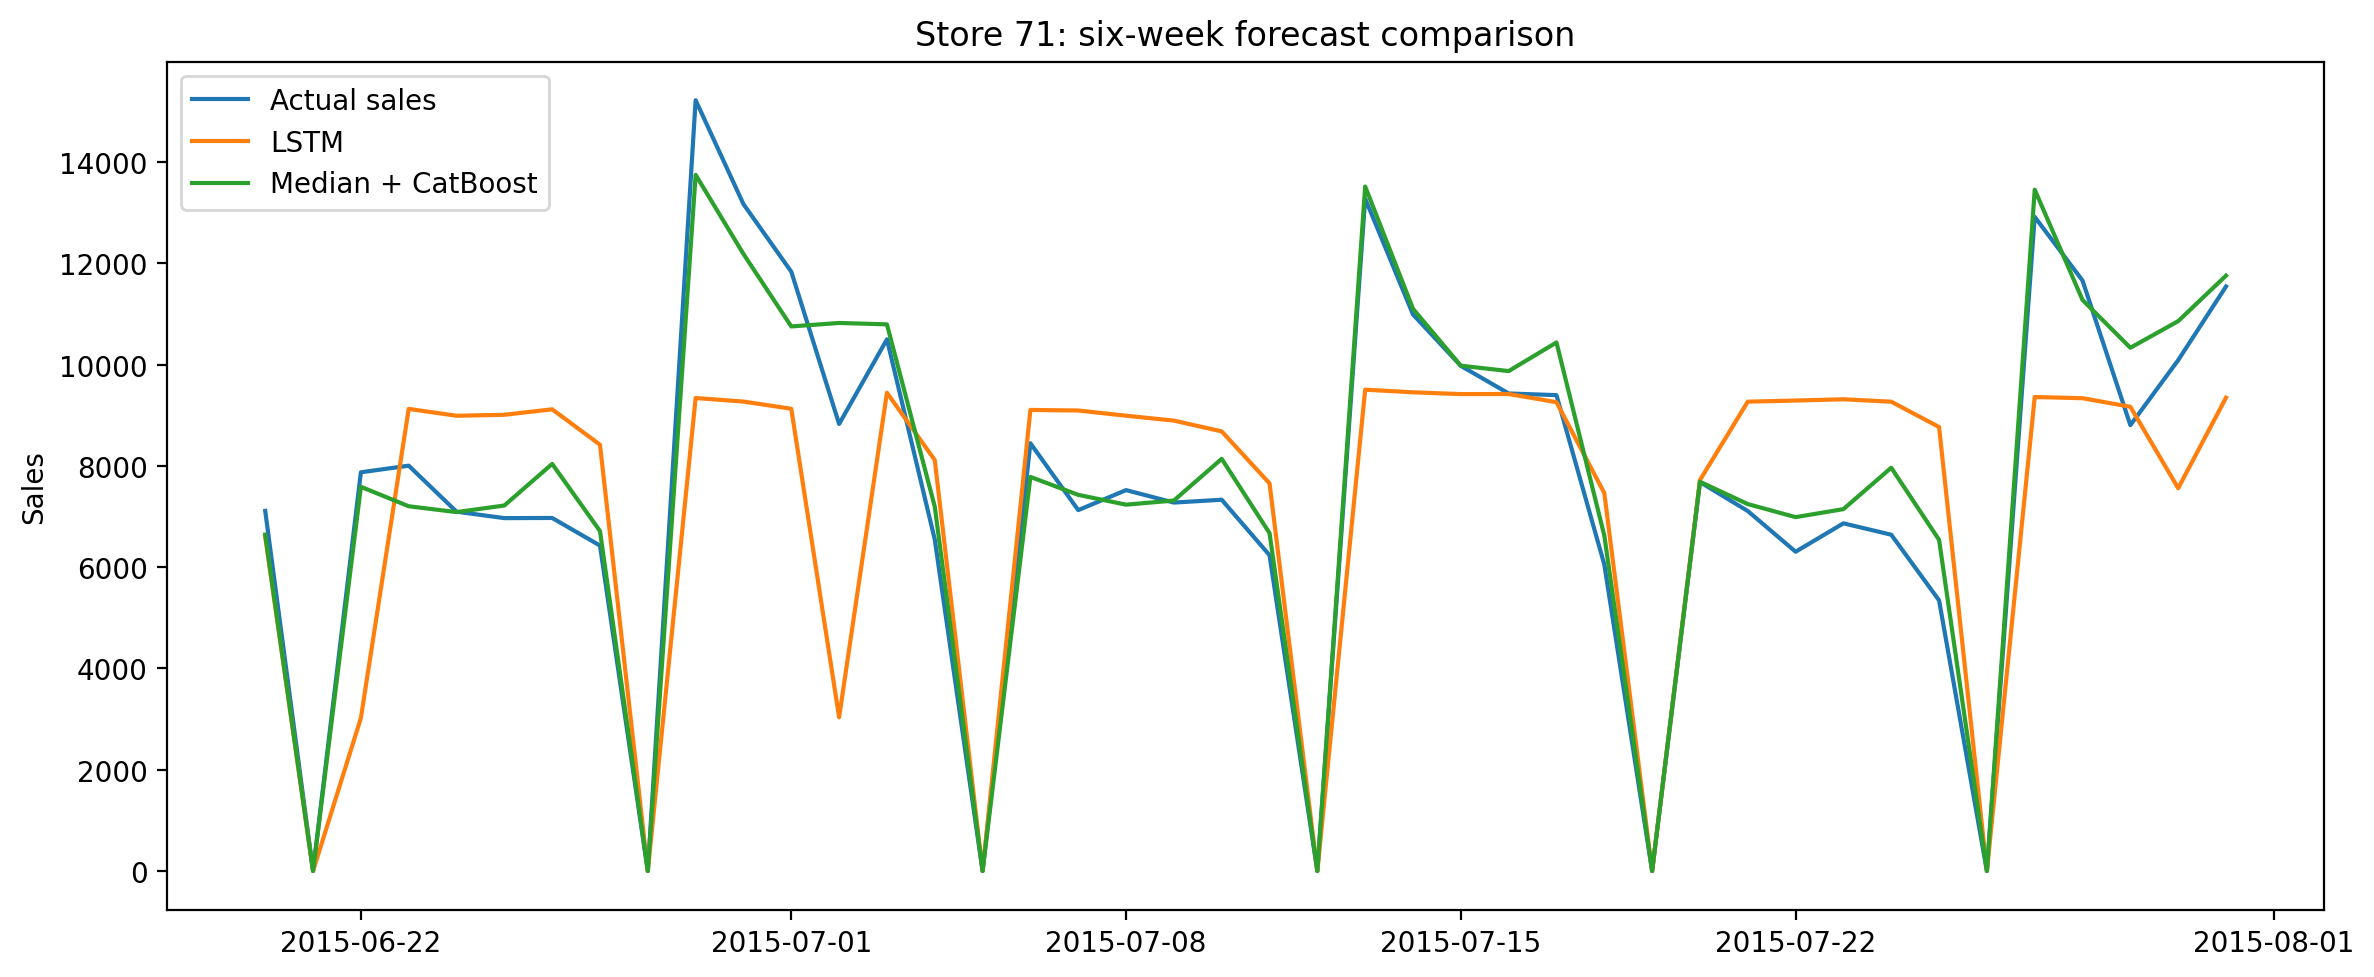 Store 71: six-week forecast comparison
Actual sales
LSTM
Median + CatBoost
Sales
14000
12000
10000
8000
6000
4000
2000
0
2015-06-22
2015-07-01
2015-07-08
2015-07-15
2015-07-22
2015-08-01